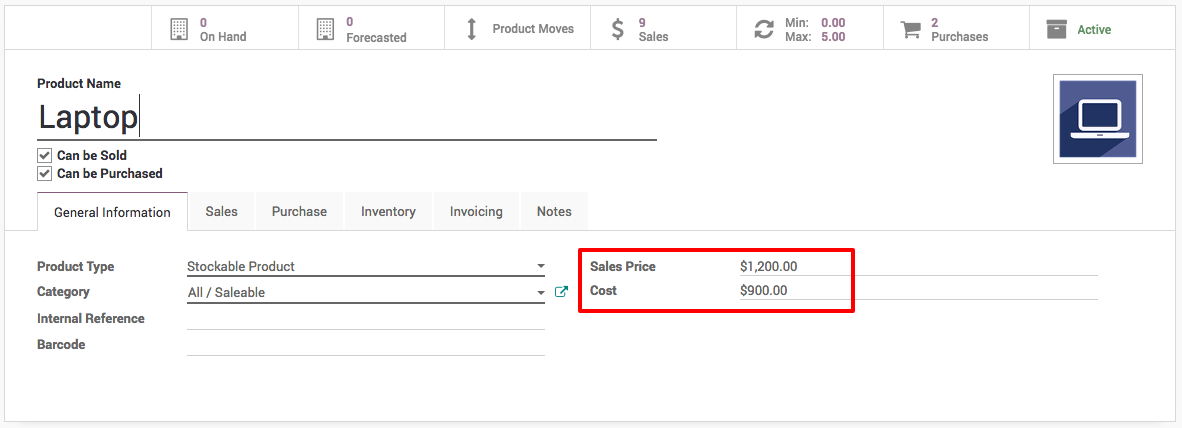 0
On Hand
0
Forecasted
Product Moves
9
Sales
Min: 0.00
Max: 5.00
2
Purchases
Active
Product Name
Laptop
Can be Sold
Can be Purchased
General Information Sales Purchase Inventory Invoicing Notes
Product Type Stockable Product
Category All / Saleable
Internal Reference
Barcode
Sales Price $1,200.00
Cost $900.00